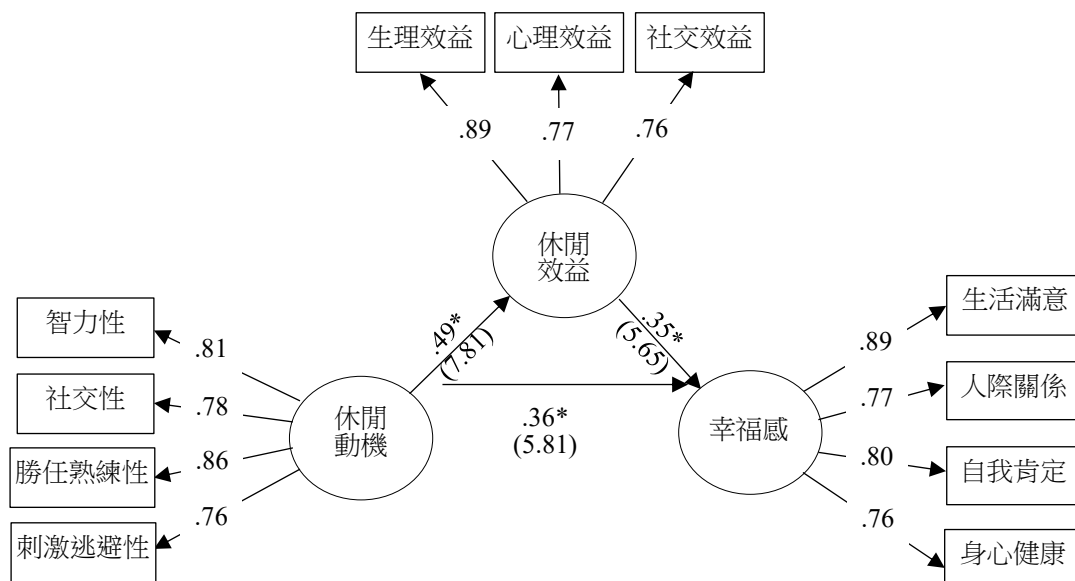 生理效益
心理效益
社交效益
.89
.77
.76
休閒
效益
智力性
社交性
勝任熟練性
刺激逃避性
.81
.78
.86
.76
休閒
動機
.49*
(7.81)
.35*
(5.65)
.36*
(5.81)
幸福感
.89
.77
.80
.76
生活滿意
人際關係
自我肯定
身心健康